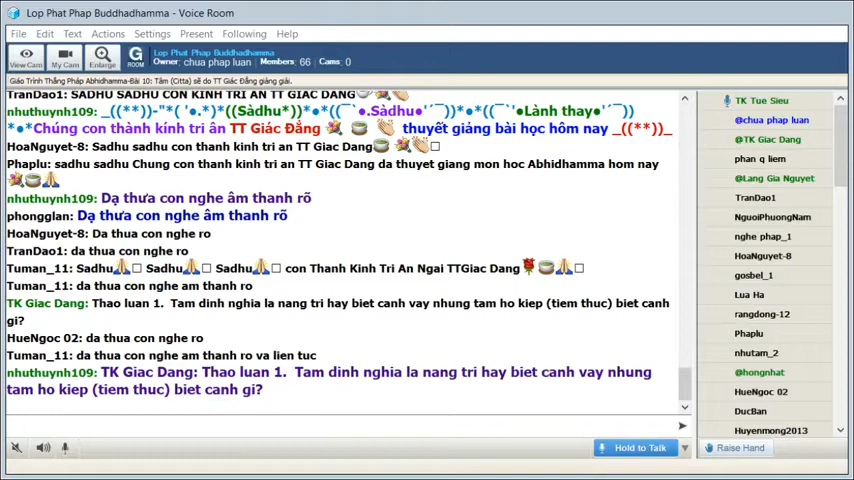 Lop Phat Phap Buddhadhamma - Voice Room
File Edit Text Actions Settings Present Following Help
View Cam My Cam Enlarge G ROOM
Lop Phat Phap Buddhadhamma
Owner: chua phap luan Members: 66 Cams: 0
Giáo Trình Thắng Pháp Abhidhamma-Bài 10: Tâm (Citta) sẽ do TT Giác Đẳng giảng giải.
TranDao1: SADHU SADHU CON KINH TRI AN TT GIAC DANG🍵💐👏
nhuthuynh109: _((**))-"*( '●.*)*((Sàdhu*))*●*((¯`●.Sàdhu●'´¯)*●*((¯`'●Lành thay●'´¯))
*●*Chúng con thành kính tri ân TT Giác Đẳng 💐 🍵 👏 thuyết giảng bài học hôm nay _((**))_
HoaNguyet-8: Sadhu sadhu con thanh kinh tri an TT Giac Dang🍵 💐👏□
Phaplu: sadhu sadhu Chung con thanh kinh tri an TT Giac Dang da thuyet giang mon hoc Abhidhamma hom nay
💐🍵🙏
nhuthuynh109: Dạ thưa con nghe âm thanh rõ
phongglan: Dạ thưa con nghe âm thanh rõ
HoaNguyet-8: Da thua con nghe ro
TranDao1: da thua con nghe ro
Tuman_11: Sadhu🙏□ Sadhu🙏□ Sadhu🙏□ con Thanh Kinh Tri An Ngai TTGiac Dang🌹🍵🙏□
Tuman_11: da thua con nghe am thanh ro
TK Giac Dang: Thao luan 1. Tam dinh nghia la nang tri hay biet canh vay nhung tam ho kiep (tiem thuc) biet canh
gi?
HueNgoc 02: da thua con nghe ro
Tuman_11: da thua con nghe am thanh ro va lien tuc
nhuthuynh109: TK Giac Dang: Thao luan 1. Tam dinh nghia la nang tri hay biet canh vay nhung
tam ho kiep (tiem thuc) biet canh gi?
Hold to Talk
TK Tue Sieu
@chua phap luan
@TK Giac Dang
phan q liem
@Lang Gia Nguyet
TranDao1
NguoiPhuongNam
nghe phap_1
HoaNguyet-8
gosbel_1
Lua Ha
rangdong-12
Phaplu
nhutam_2
@hongnhat
HueNgoc 02
DucBan
Huyenmong2013
Raise Hand